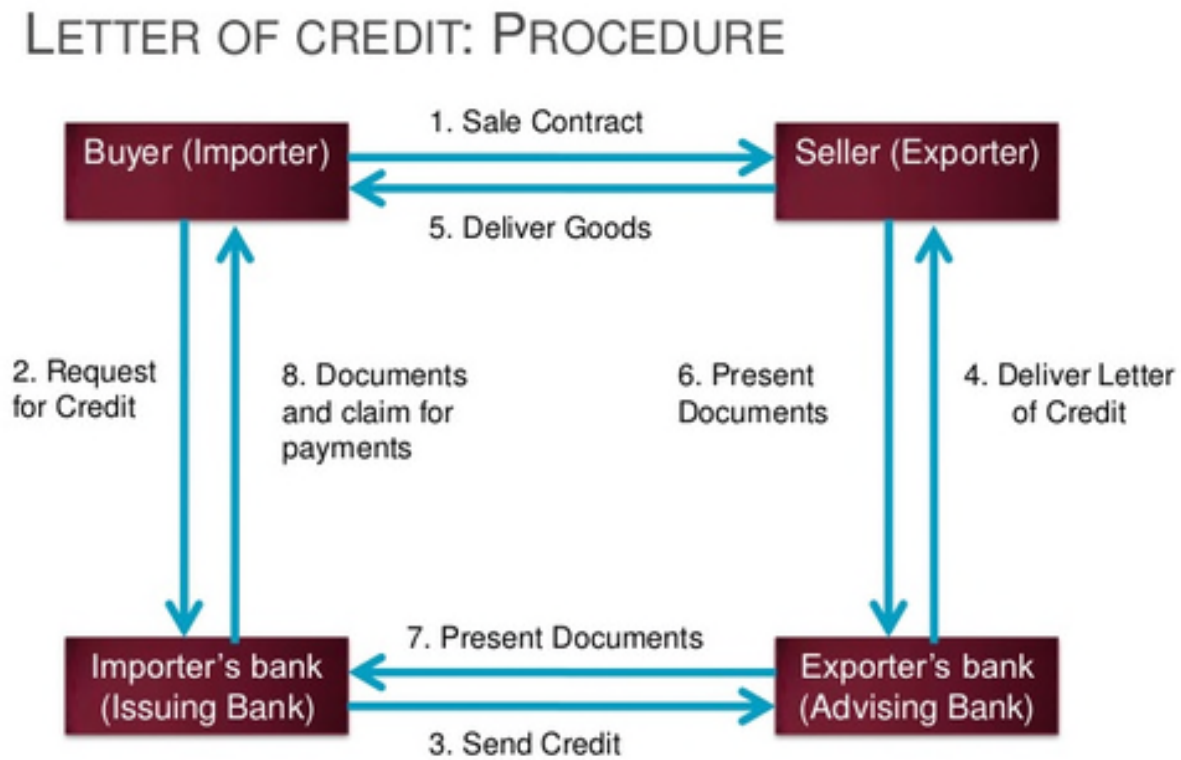 LETTER OF CREDIT: PROCEDURE
1. Sale Contract
Buyer (Importer)
Seller (Exporter)
5. Deliver Goods
2. Request
for Credit
8. Documents
and claim for
payments
6. Present
Documents
4. Deliver Letter
of Credit
7. Present Documents
Importer’s bank
(Issuing Bank)
Exporter’s bank
(Advising Bank)
3. Send Credit